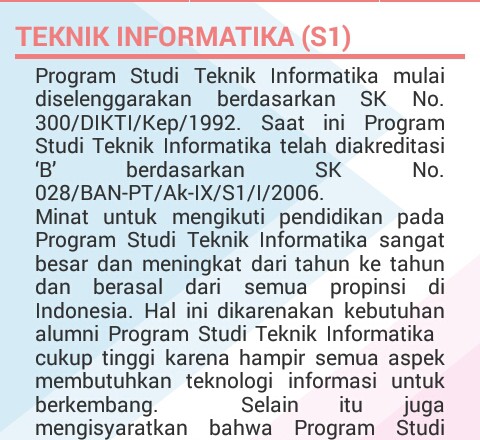 TEKNIK INFORMATIKA (S1)
Program Studi Teknik Informatika mulai
diselenggarakan berdasarkan SK No.
300/DIKTI/Kep/1992. Saat ini Program
Studi Teknik Informatika telah diakreditasi
‘B’ berdasarkan SK No.
028/BAN-PT/Ak-IX/S1/I/2006.
Minat untuk mengikuti pendidikan pada
Program Studi Teknik Informatika sangat
besar dan meningkat dari tahun ke tahun
dan berasal dari semua propinsi di
Indonesia. Hal ini dikarenakan kebutuhan
alumni Program Studi Teknik Informatika
cukup tinggi karena hampir semua aspek
membutuhkan teknologi informasi untuk
berkembang. Selain itu juga
mengisyaratkan bahwa Program Studi